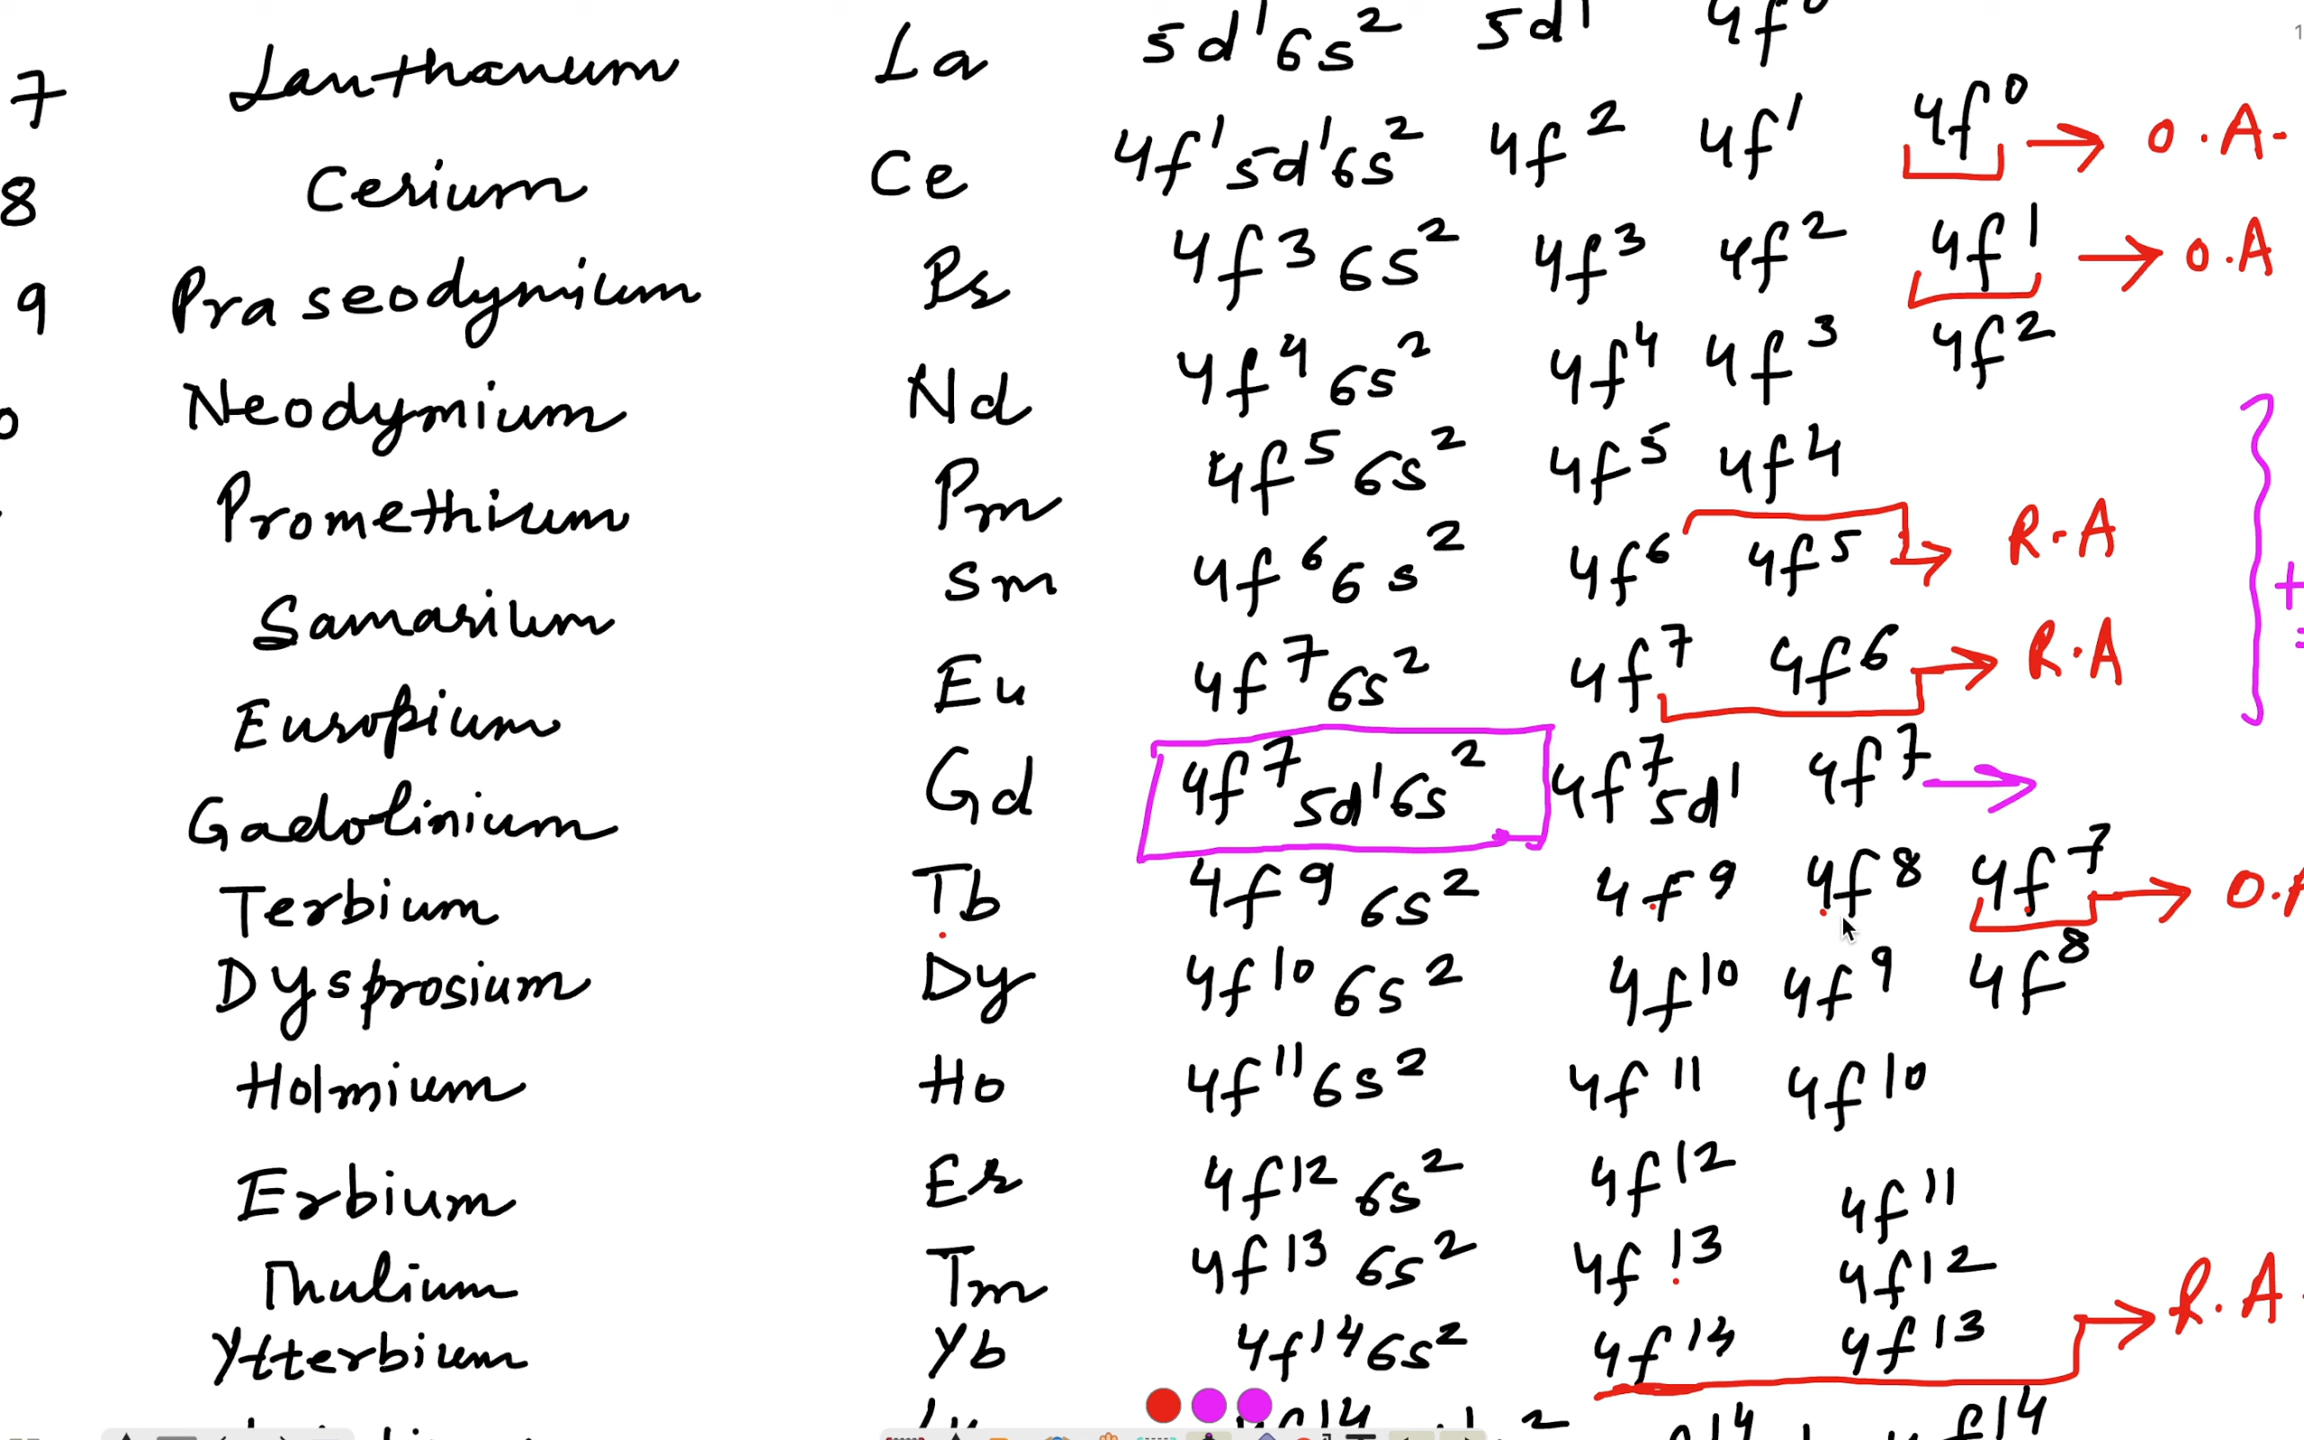 7 Lanthanum La 5d¹6s² 5d¹ 4f⁰
8 Cerium Ce 4f¹5d¹6s² 4f² 4f¹ 4f⁰ → O.A.
9 Praseodymium Pr 4f³6s² 4f³ 4f² 4f¹ → O.A
0 Neodymium Nd 4f⁴6s² 4f⁴ 4f³ 4f²
Promethium Pm 4f⁵6s² 4f⁵ 4f⁴
Samarium Sm 4f⁶6s² 4f⁶ 4f⁵ → R.A
Europium Eu 4f⁷6s² 4f⁷ 4f⁶ → R.A
Gadolinium Gd 4f⁷5d¹6s² 4f⁷5d¹ 4f⁷ →
Terbium Tb 4f⁹6s² 4f⁹ 4f⁸ 4f⁷ → O.A
Dysprosium Dy 4f¹⁰6s² 4f¹⁰ 4f⁹ 4f⁸
Holmium Ho 4f¹¹6s² 4f¹¹ 4f¹⁰
Erbium Er 4f¹²6s² 4f¹² 4f¹¹
Thulium Tm 4f¹³6s² 4f¹³ 4f¹²
Ytterbium Yb 4f¹⁴6s² 4f¹⁴ 4f¹³ → R.A.